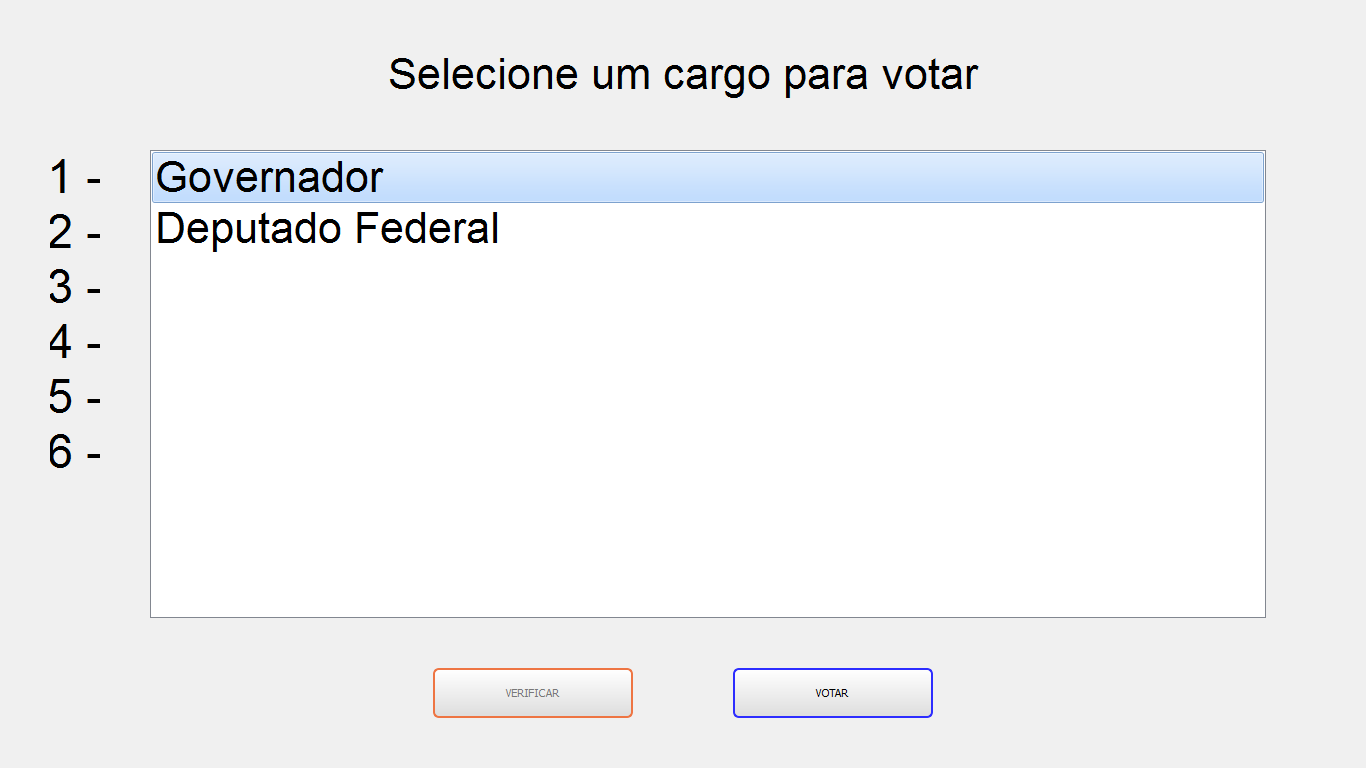 Selecione um cargo para votar
1 - Governador
2 - Deputado Federal
3 -
4 -
5 -
6 -
VERIFICAR
VOTAR